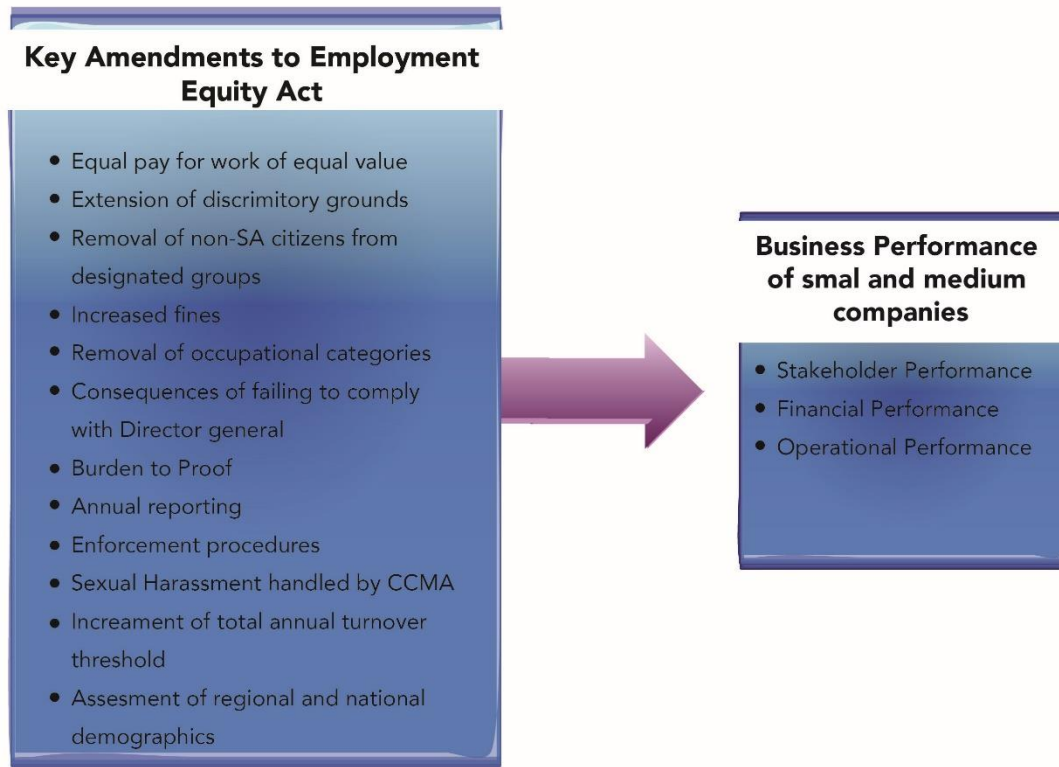 Key Amendments to Employment
Equity Act
• Equal pay for work of equal value
• Extension of discrimitory grounds
• Removal of non-SA citizens from
designated groups
• Increased fines
• Removal of occupational categories
• Consequences of failing to comply
with Director general
• Burden to Proof
• Annual reporting
• Enforcement procedures
• Sexual Harassment handled by CCMA
• Increament of total annual turnover
threshold
• Assesment of regional and national
demographics
Business Performance
of smal and medium
companies
• Stakeholder Performance
• Financial Performance
• Operational Performance